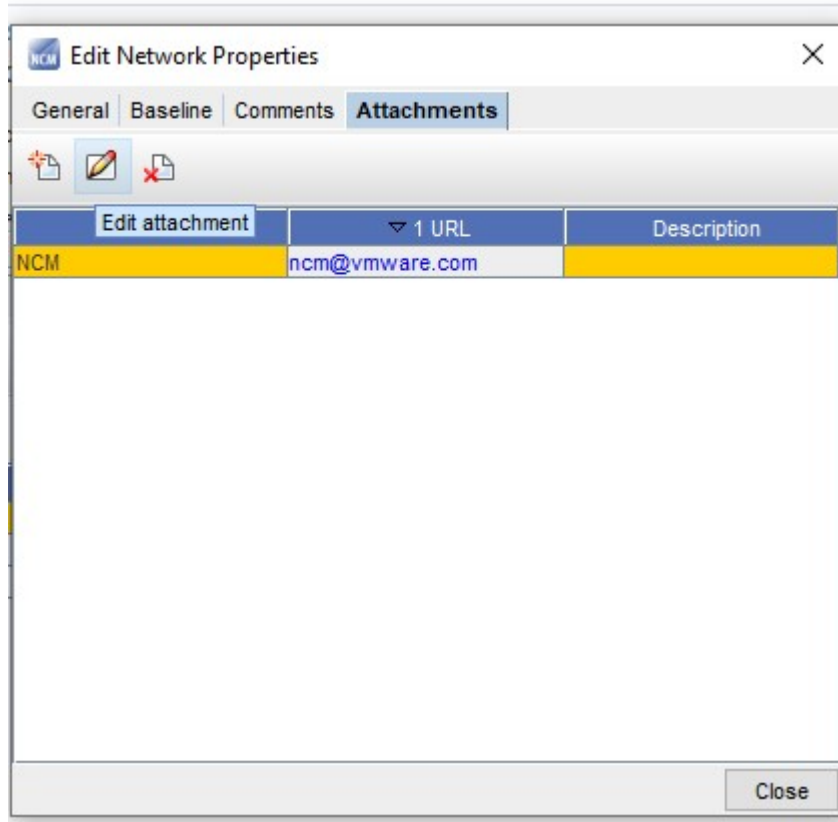 NCM Edit Network Properties
General Baseline Comments Attachments
Edit attachment 1 URL Description
NCM ncm@vmware.com
Close